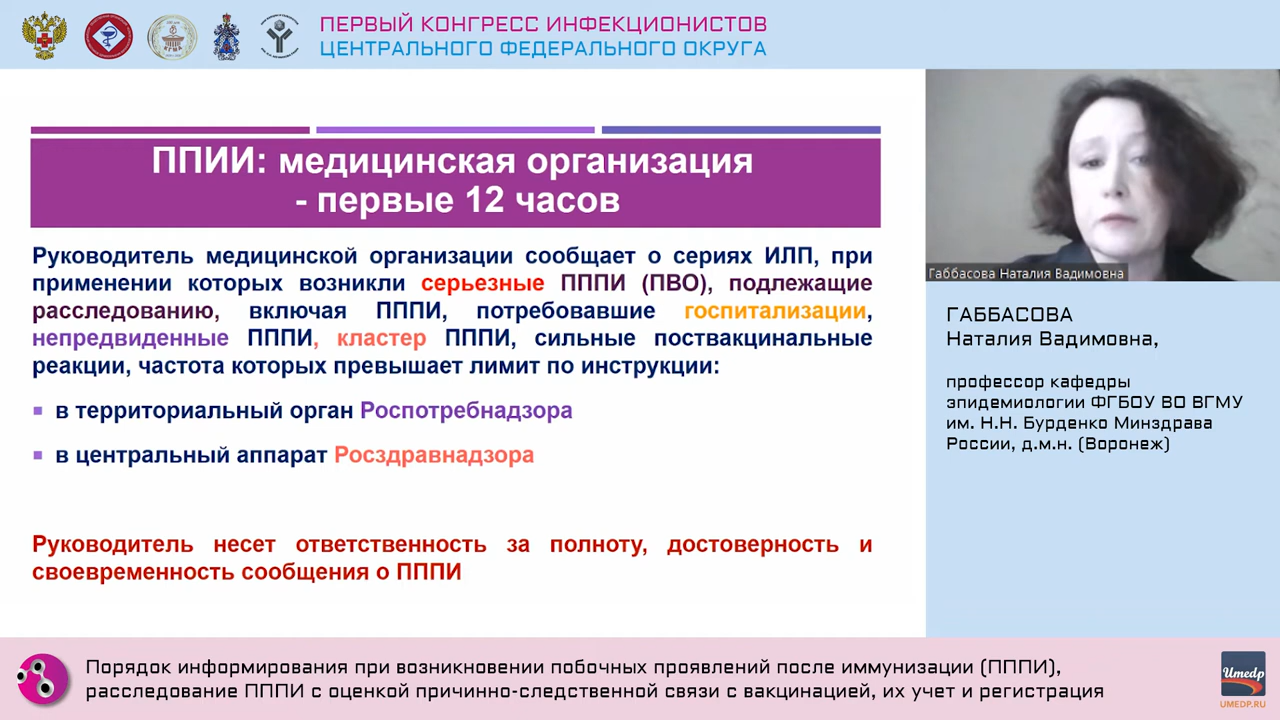 ПЕРВЫЙ КОНГРЕСС ИНФЕКЦИОНИСТОВ
ЦЕНТРАЛЬНОГО ФЕДЕРАЛЬНОГО ОКРУГА
ППИИ: медицинская организация
- первые 12 часов
Руководитель медицинской организации сообщает о сериях ИЛП, при
применении которых возникли серьезные ПППИ (ПВО), подлежащие
расследованию, включая ПППИ, потребовавшие госпитализации,
непредвиденные ПППИ, кластер ПППИ, сильные поствакцинальные
реакции, частота которых превышает лимит по инструкции:
▪ в территориальный орган Роспотребнадзора
▪ в центральный аппарат Росздравнадзора
Руководитель несет ответственность за полноту, достоверность и
своевременность сообщения о ПППИ
Габбасова Наталия Вадимовна
ГАББАСОВА
Наталия Вадимовна,
профессор кафедры
эпидемиологии ФГБОУ ВО ВГМУ
им. Н.Н. Бурденко Минздрава
России, д.м.н. (Воронеж)
Порядок информирования при возникновении побочных проявлений после иммунизации (ПППИ),
расследование ПППИ с оценкой причинно-следственной связи с вакцинацией, их учет и регистрация
Umedp
UMEDP.RU